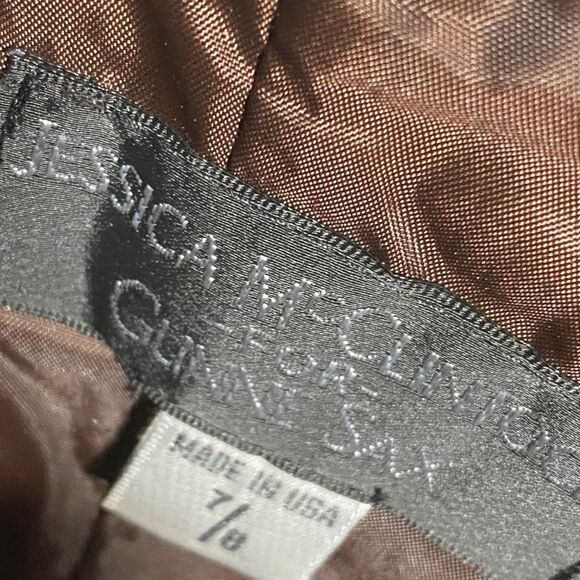 JESSICA MCCLINTOCK
FOR
GUNNE SAX
MADE IN USA
7/8